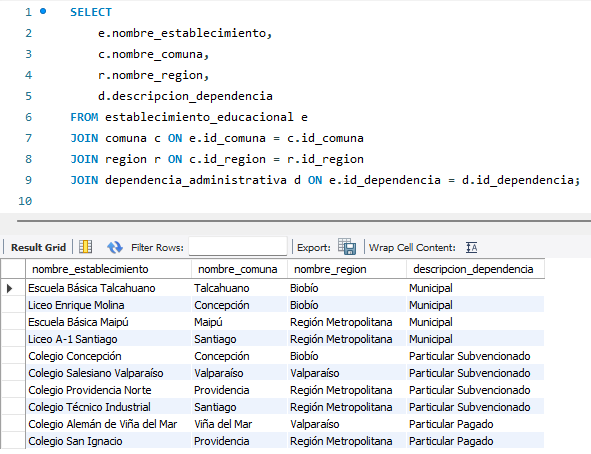 1 SELECT
2 e.nombre_establecimiento,
3 c.nombre_comuna,
4 r.nombre_region,
5 d.descripcion_dependencia
6 FROM establecimiento_educacional e
7 JOIN comuna c ON e.id_comuna = c.id_comuna
8 JOIN region r ON c.id_region = r.id_region
9 JOIN dependencia_administrativa d ON e.id_dependencia = d.id_dependencia;
10
Result Grid Filter Rows: Export: Wrap Cell Content: IA
nombre_establecimiento nombre_comuna nombre_region descripcion_dependencia
Escuela Básica Talcahuano Talcahuano Biobío Municipal
Liceo Enrique Molina Concepción Biobío Municipal
Escuela Básica Maipú Maipú Región Metropolitana Municipal
Liceo A-1 Santiago Santiago Región Metropolitana Municipal
Colegio Concepción Concepción Biobío Particular Subvencionado
Colegio Salesiano Valparaíso Valparaíso Valparaíso Particular Subvencionado
Colegio Providencia Norte Providencia Región Metropolitana Particular Subvencionado
Colegio Técnico Industrial Santiago Región Metropolitana Particular Subvencionado
Colegio Alemán de Viña del Mar Viña del Mar Valparaíso Particular Pagado
Colegio San Ignacio Providencia Región Metropolitana Particular Pagado